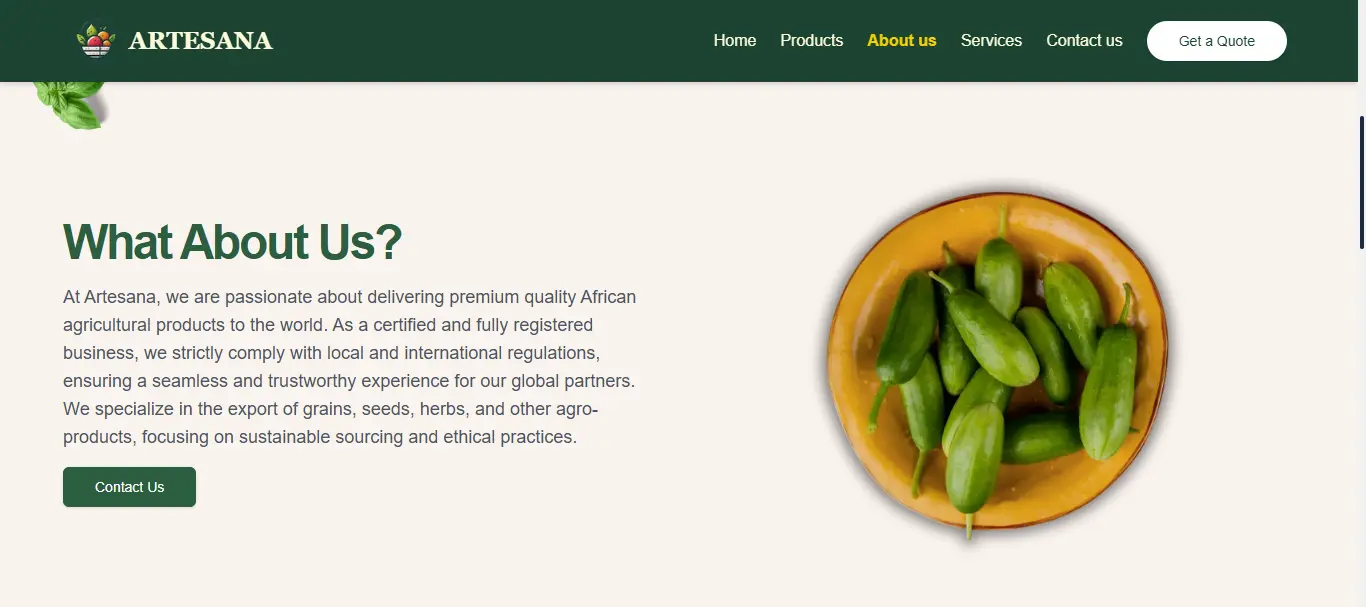 ARTESANA
Home Products About us Services Contact us Get a Quote
What About Us?
At Artesana, we are passionate about delivering premium quality African
agricultural products to the world. As a certified and fully registered
business, we strictly comply with local and international regulations,
ensuring a seamless and trustworthy experience for our global partners.
We specialize in the export of grains, seeds, herbs, and other agro-
products, focusing on sustainable sourcing and ethical practices.
Contact Us